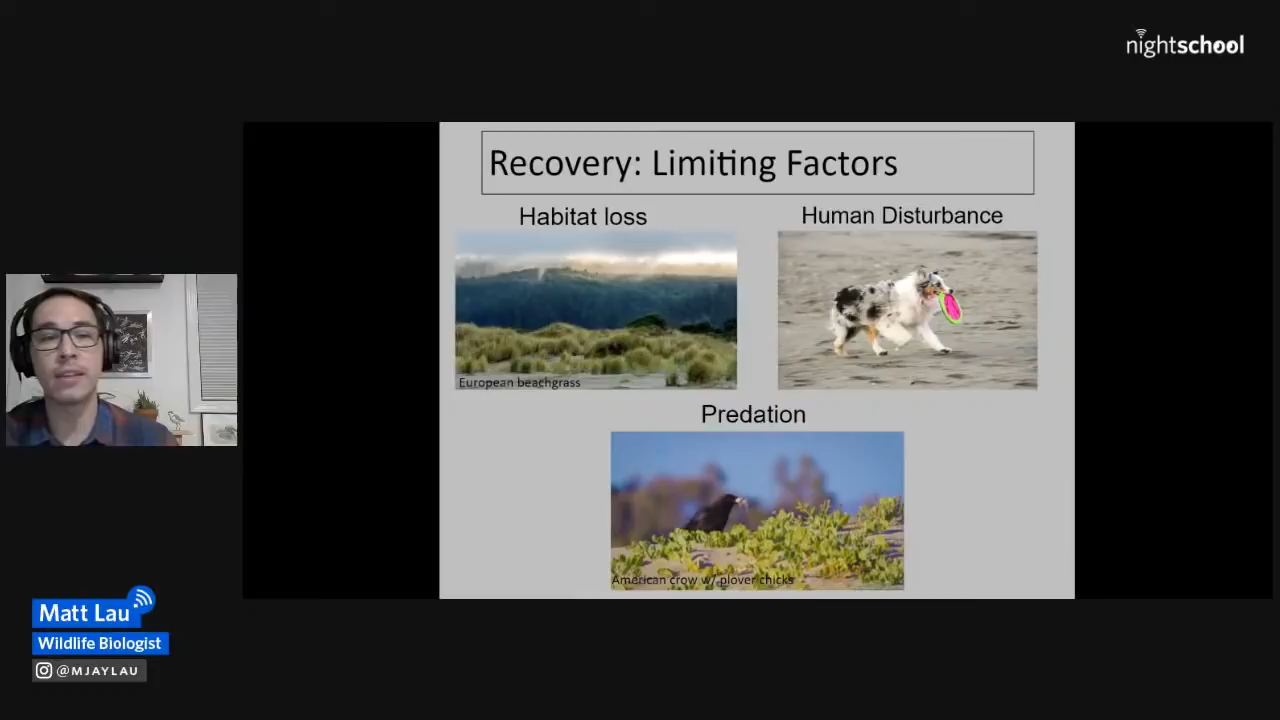 nightschool
Recovery: Limiting Factors
Habitat loss
Human Disturbance
European beachgrass
Predation
American crow w/ plover chicks
Matt Lau
Wildlife Biologist
@MJAYLAU